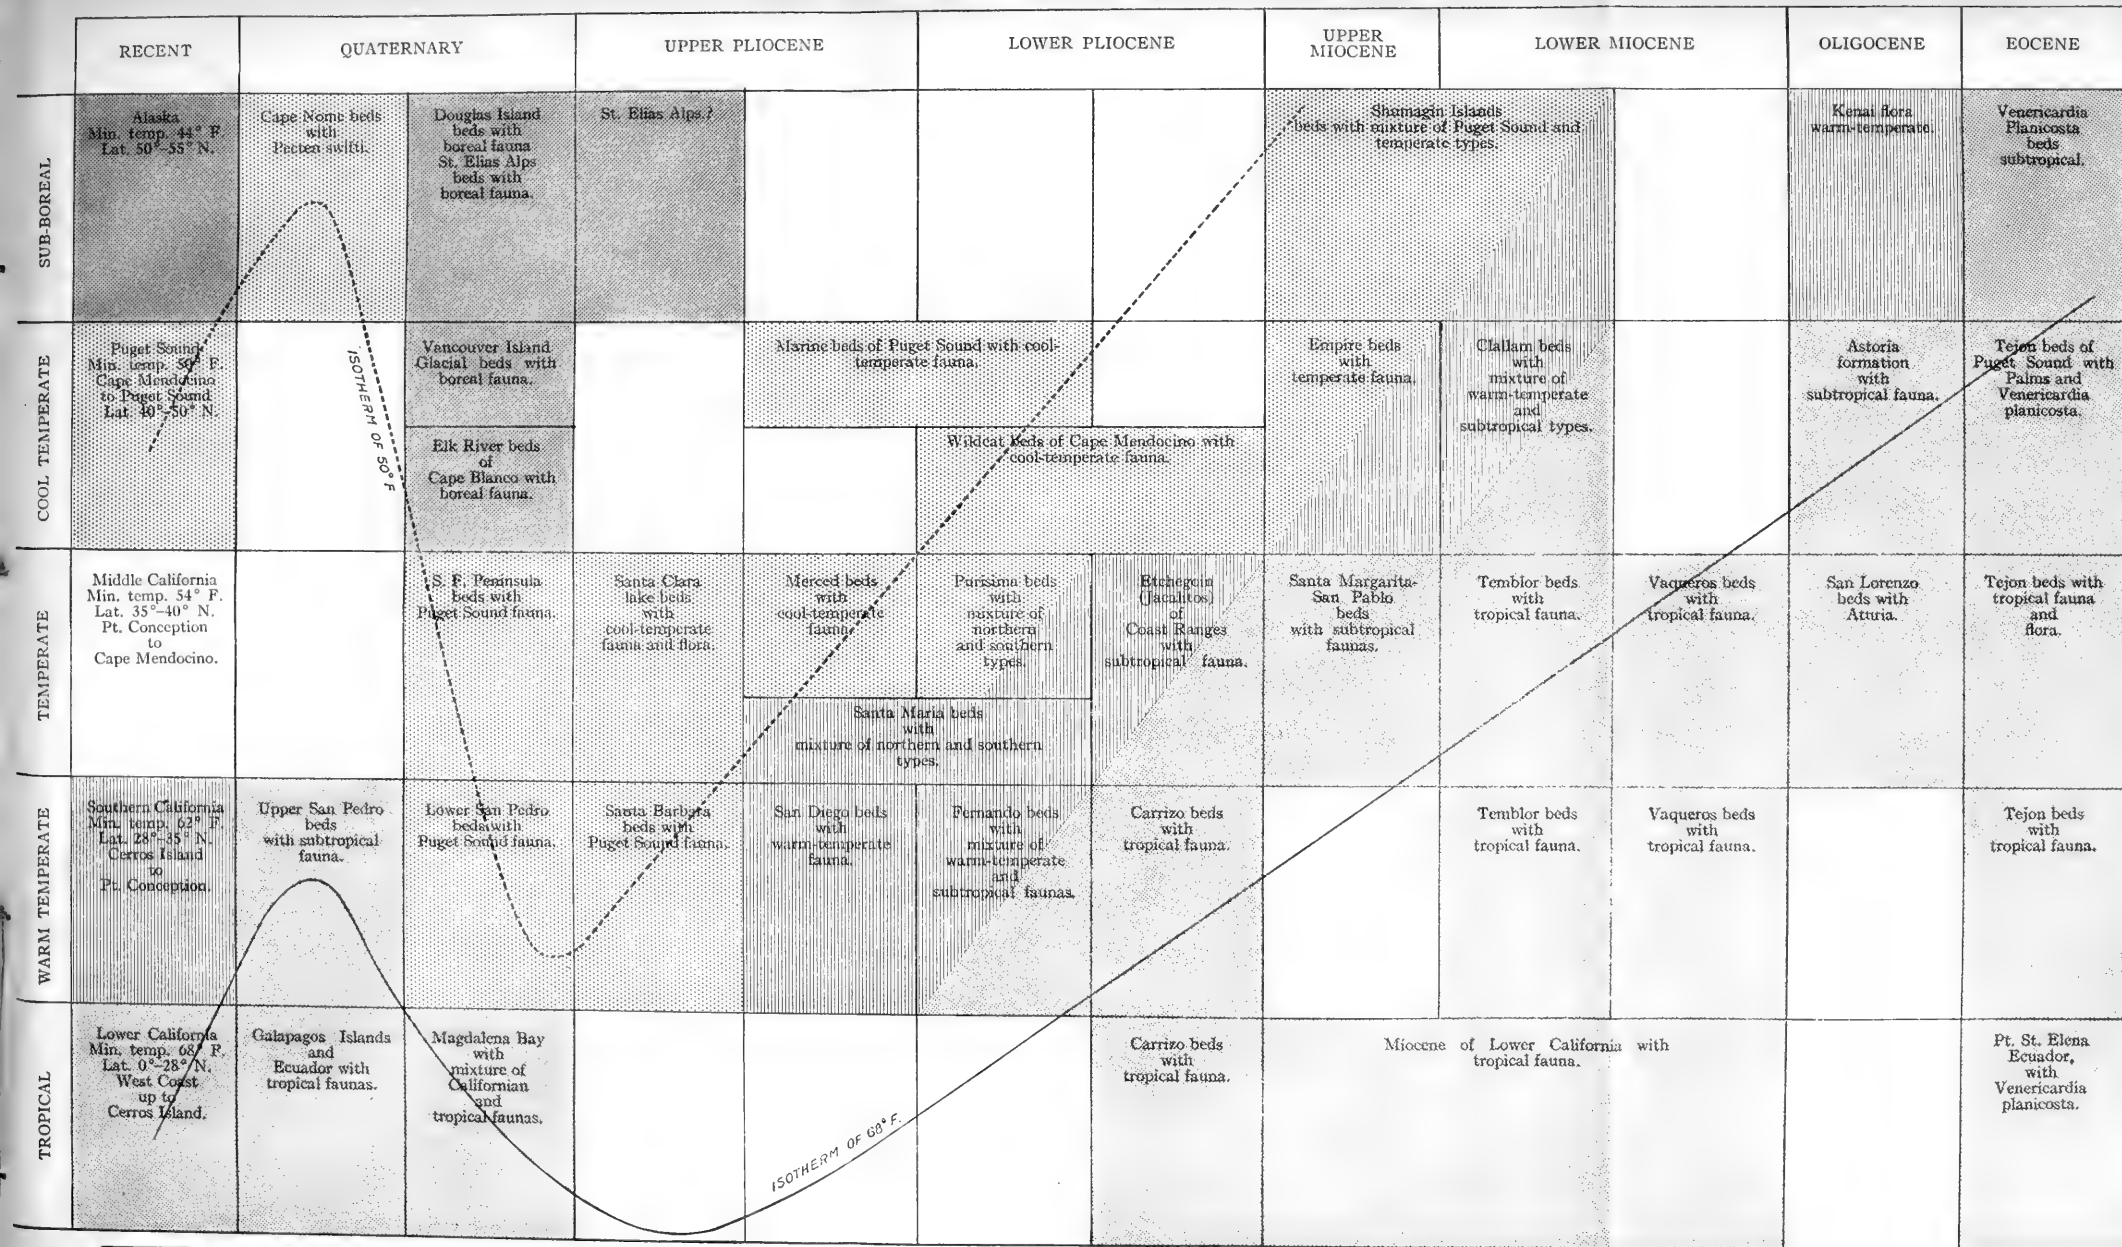 RECENT
QUATERNARY
UPPER PLIOCENE
LOWER PLIOCENE
UPPER
MIOCENE
LOWER MIOCENE
OLIGOCENE
EOCENE
SUB-BOREAL
Alaska
Min. temp. 44° F.
Lat. 50°–55° N.
Cape Nome beds
with
Pecten swifti.
Douglas Island
beds with
boreal fauna
St. Elias Alps
beds with
boreal fauna.
St. Elias Alps.?
Shumagin Islands
beds with mixture of Puget Sound and
temperate types.
Kenai flora
warm-temperate.
Venericardia
Planicosta
beds
subtropical.
COOL TEMPERATE
Puget Sound
Min. temp. 50° F.
Cape Mendocino
to Puget Sound
Lat. 40°–50° N.
ISOTHERM OF 50° F
Vancouver Island
Glacial beds with
boreal fauna.
Elk River beds
of
Cape Blanco with
boreal fauna.
Marine beds of Puget Sound with cool-
temperate fauna.
Wildcat Beds of Cape Mendocino with
cool-temperate fauna.
Empire beds
with
temperate fauna.
Clallam beds
with
mixture of
warm-temperate
and
subtropical types.
Astoria
formation
with
subtropical fauna.
Tejon beds of
Puget Sound with
Palms and
Venericardia
planicosta.
TEMPERATE
Middle California
Min. temp. 54° F.
Lat. 35°–40° N.
Pt. Conception
to
Cape Mendocino.
S. F. Peninsula
beds with
Puget Sound fauna.
Santa Clara
lake beds
with
cool-temperate
fauna and flora.
Merced beds
with
cool-temperate
fauna.
Purisima beds
with
mixture of
northern
and southern
types.
Etchegoin
(Jacalitos)
of
Coast Ranges
with
subtropical fauna.
Santa Maria beds
with
mixture of northern and southern
types.
Santa Margarita-
San Pablo
beds
with subtropical
faunas.
Temblor beds
with
tropical fauna.
Vaqueros beds
with
tropical fauna.
San Lorenzo
beds with
Aturia.
Tejon beds with
tropical fauna
and
flora.
WARM TEMPERATE
Southern California
Min. temp. 62° F.
Lat. 28°–35° N.
Cerros Island
to
Pt. Conception.
Upper San Pedro
beds
with subtropical
fauna.
Lower San Pedro
beds with
Puget Sound fauna.
Santa Barbara
beds with
Puget Sound fauna.
San Diego beds
with
warm-temperate
fauna.
Fernando beds
with
mixture of
warm-temperate
and
subtropical faunas.
Carrizo beds
with
tropical fauna.
Temblor beds
with
tropical fauna.
Vaqueros beds
with
tropical fauna.
Tejon beds
with
tropical fauna.
TROPICAL
Lower California
Min. temp. 68° F.
Lat. 0°–28° N.
West Coast
up to
Cerros Island.
Galapagos Islands
and
Ecuador with
tropical faunas.
Magdalena Bay
with
mixture of
Californian
and
tropical faunas.
ISOTHERM OF 68° F.
Carrizo beds
with
tropical fauna.
Miocene of Lower California with
tropical fauna.
Pt. St. Elena
Ecuador,
with
Venericardia
planicosta.